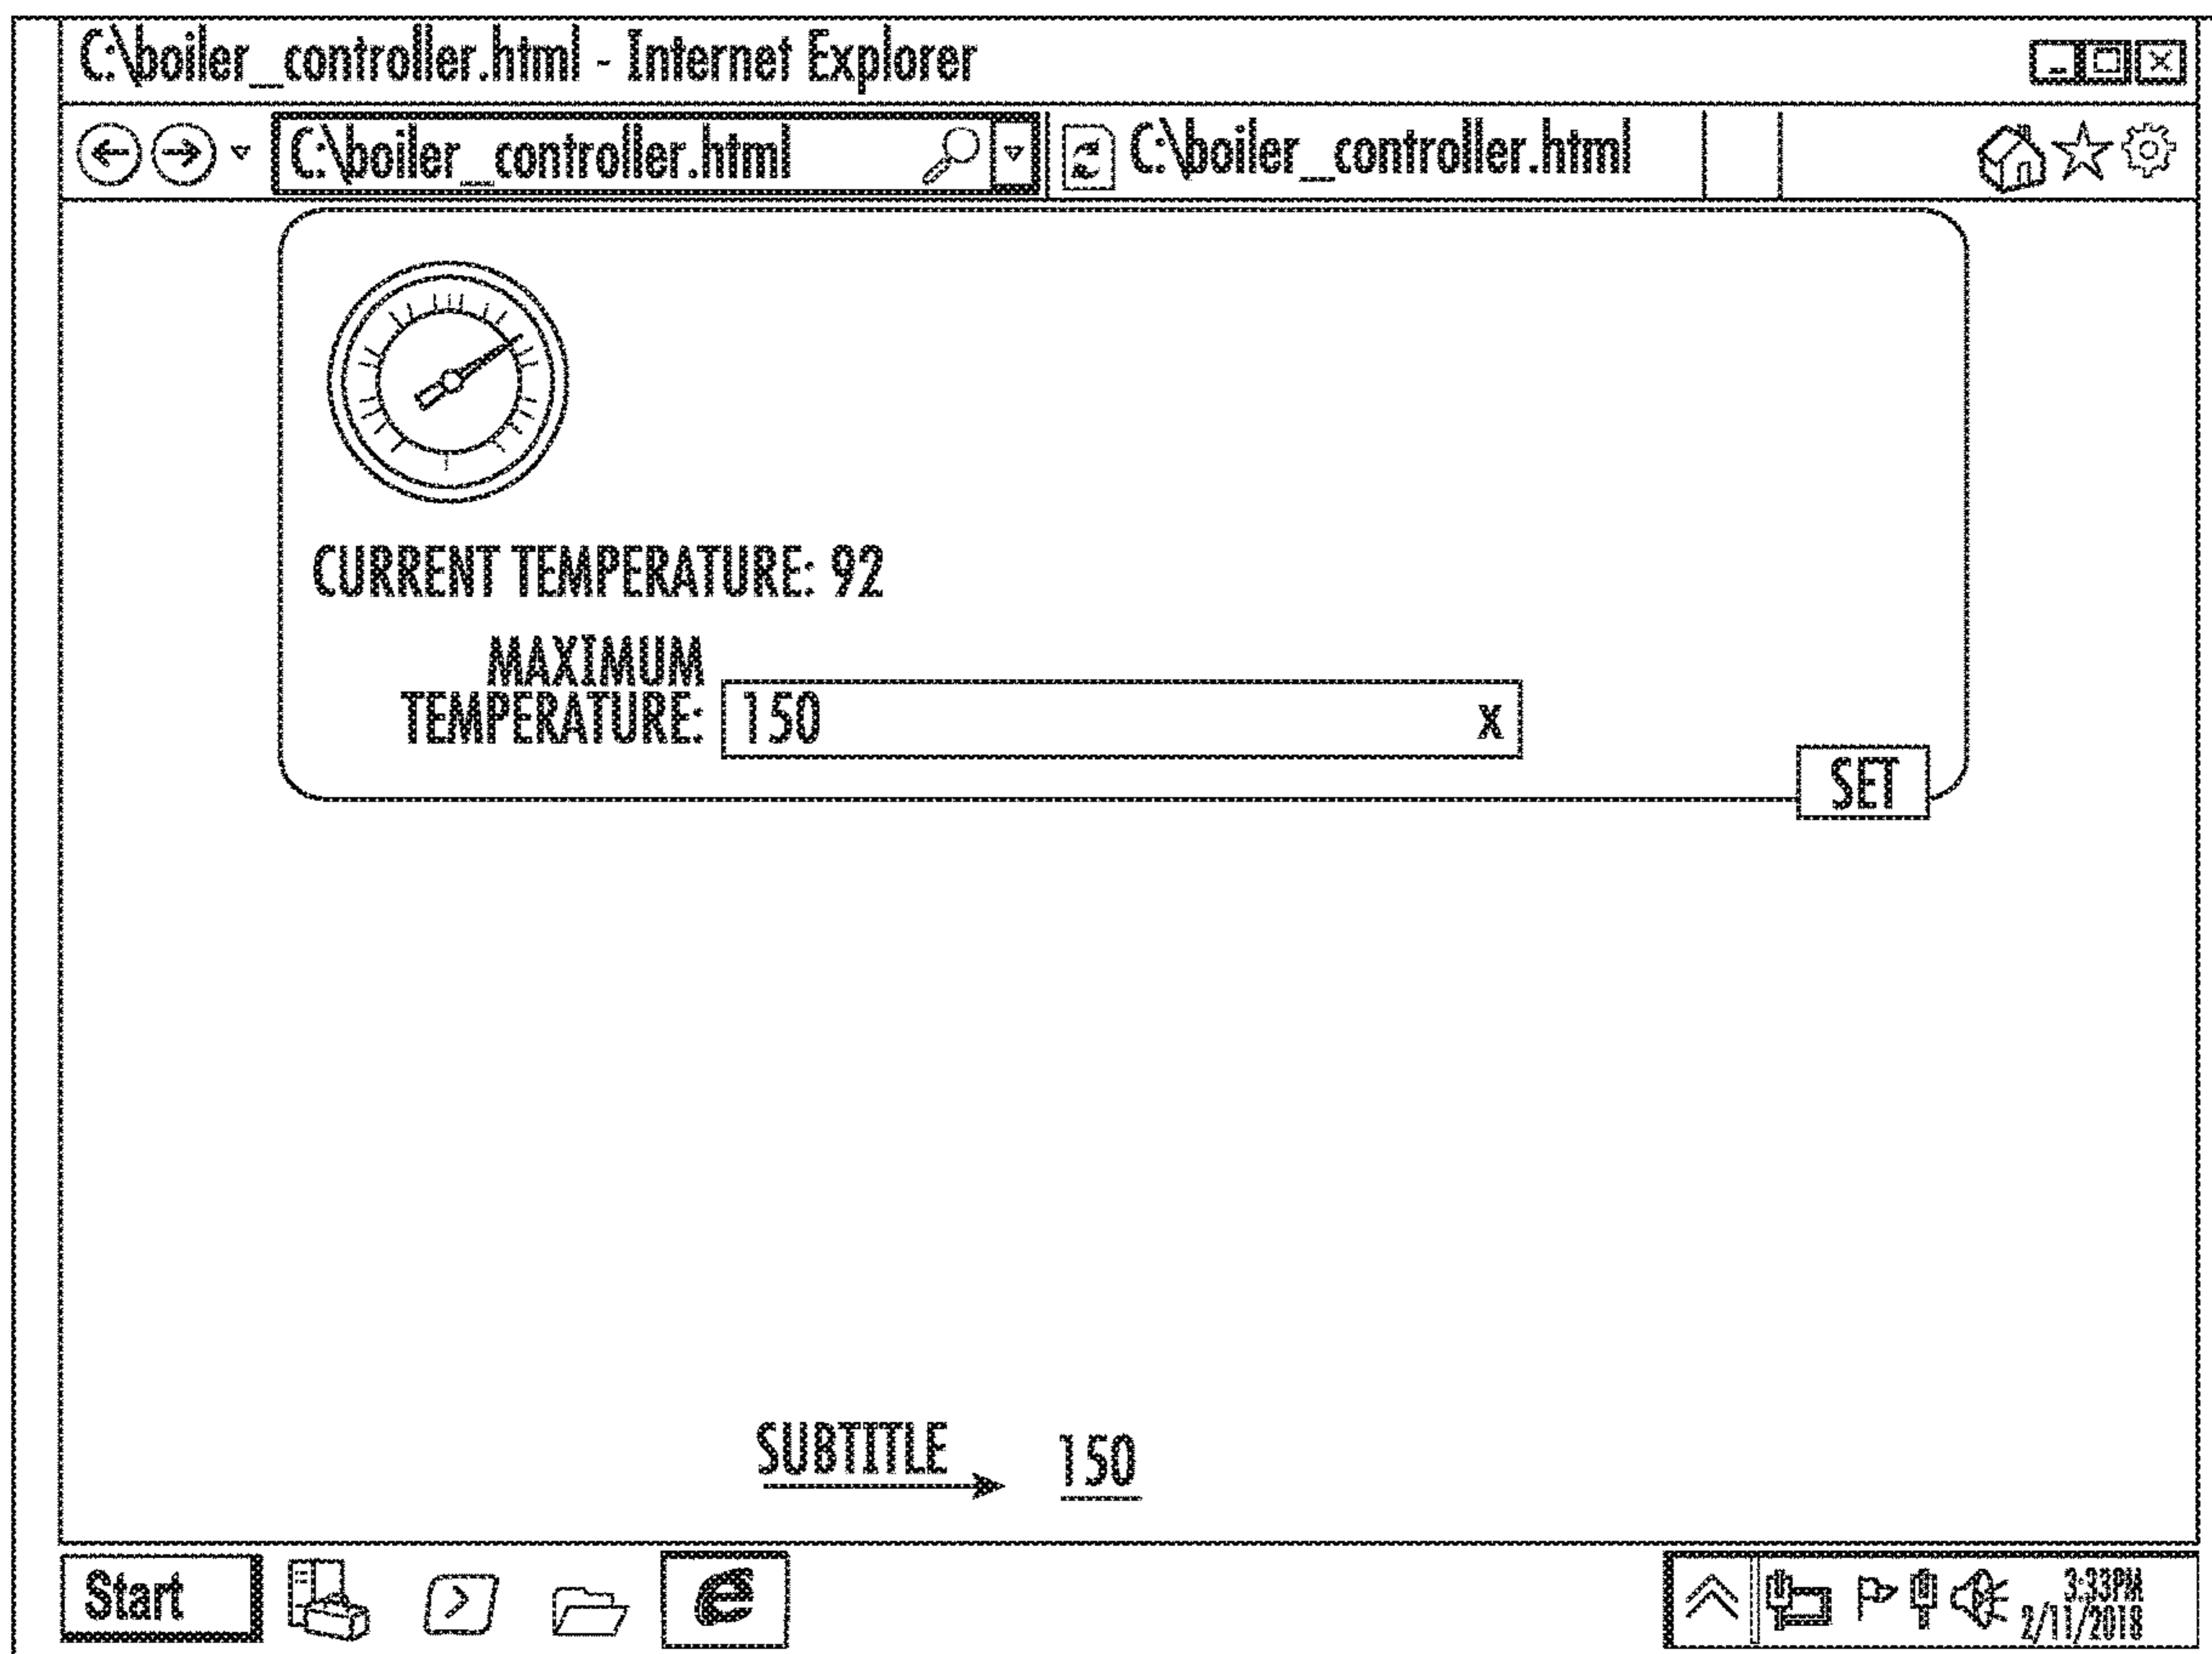 C:\boiler_controller.html - Internet Explorer
C:\boiler_controller.html
C:\boiler_controller.html
CURRENT TEMPERATURE: 92
MAXIMUM
TEMPERATURE: 150 X
SET
SUBTITLE 150
Start
3:33PM
2/11/2018